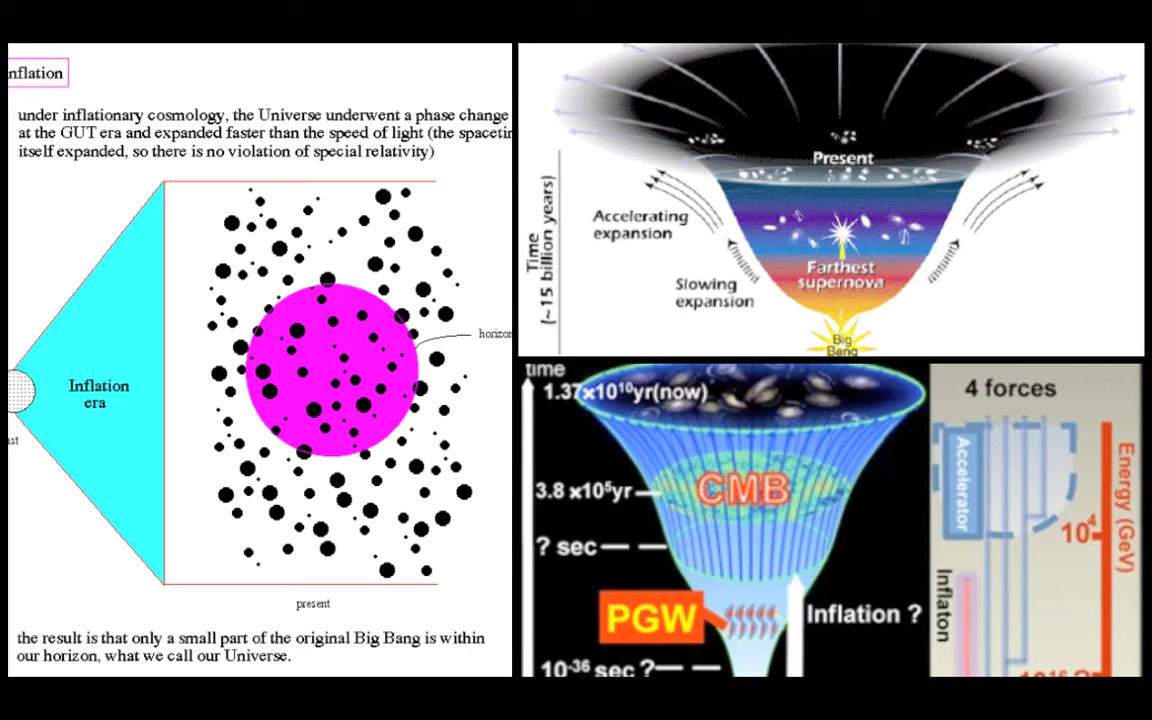 nflation
under inflationary cosmology, the Universe underwent a phase change
at the GUT era and expanded faster than the speed of light (the spacetin
itself expanded, so there is no violation of special relativity)
Inflation
era
horizon
ast
present
the result is that only a small part of the original Big Bang is within
our horizon, what we call our Universe.
Present
Accelerating
expansion
Slowing
expansion
Farthest
supernova
Big
Bang
Time
(~15 billion years)
time
1.37x10¹⁰yr(now)
CMB
3.8 x10⁵yr
? sec
PGW
Inflation ?
10⁻³⁶ sec ?
4 forces
Accelerator
Energy (GeV)
10⁴
Inflaton
10¹⁶ ?